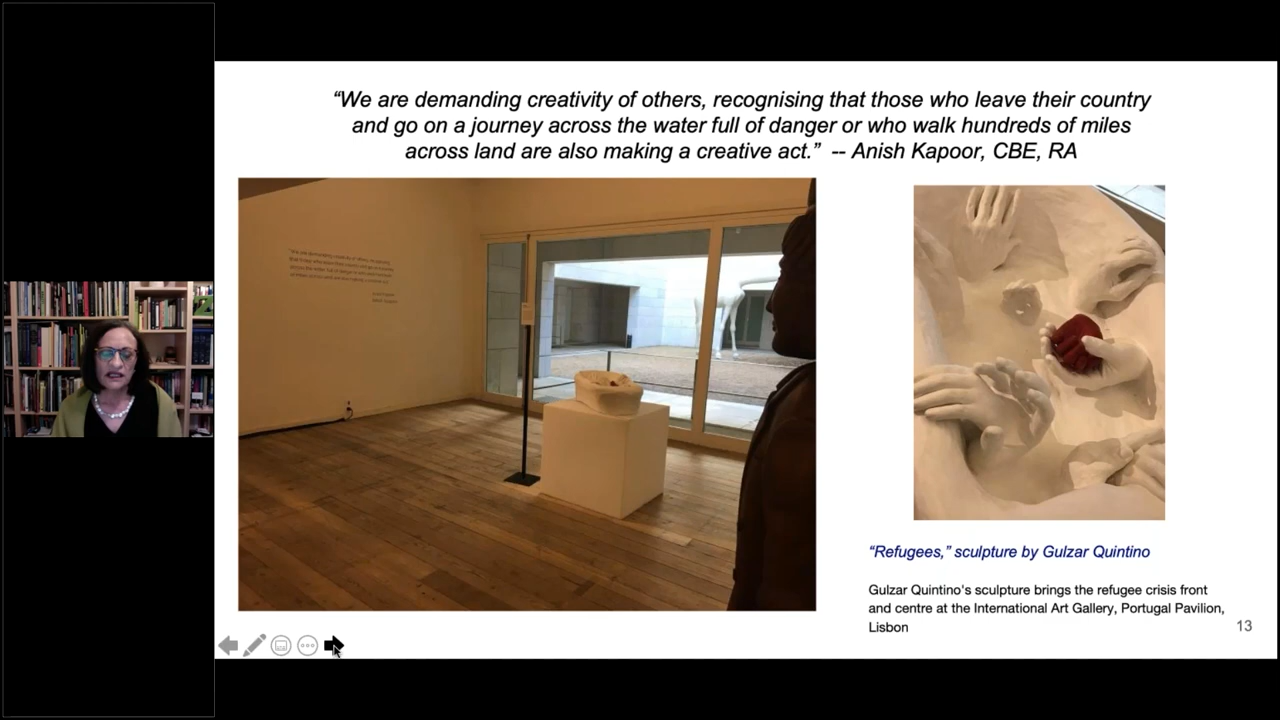 “We are demanding creativity of others, recognising that those who leave their country
and go on a journey across the water full of danger or who walk hundreds of miles
across land are also making a creative act.” -- Anish Kapoor, CBE, RA
“Refugees,” sculpture by Gulzar Quintino
Gulzar Quintino's sculpture brings the refugee crisis front
and centre at the International Art Gallery, Portugal Pavilion,
Lisbon
13